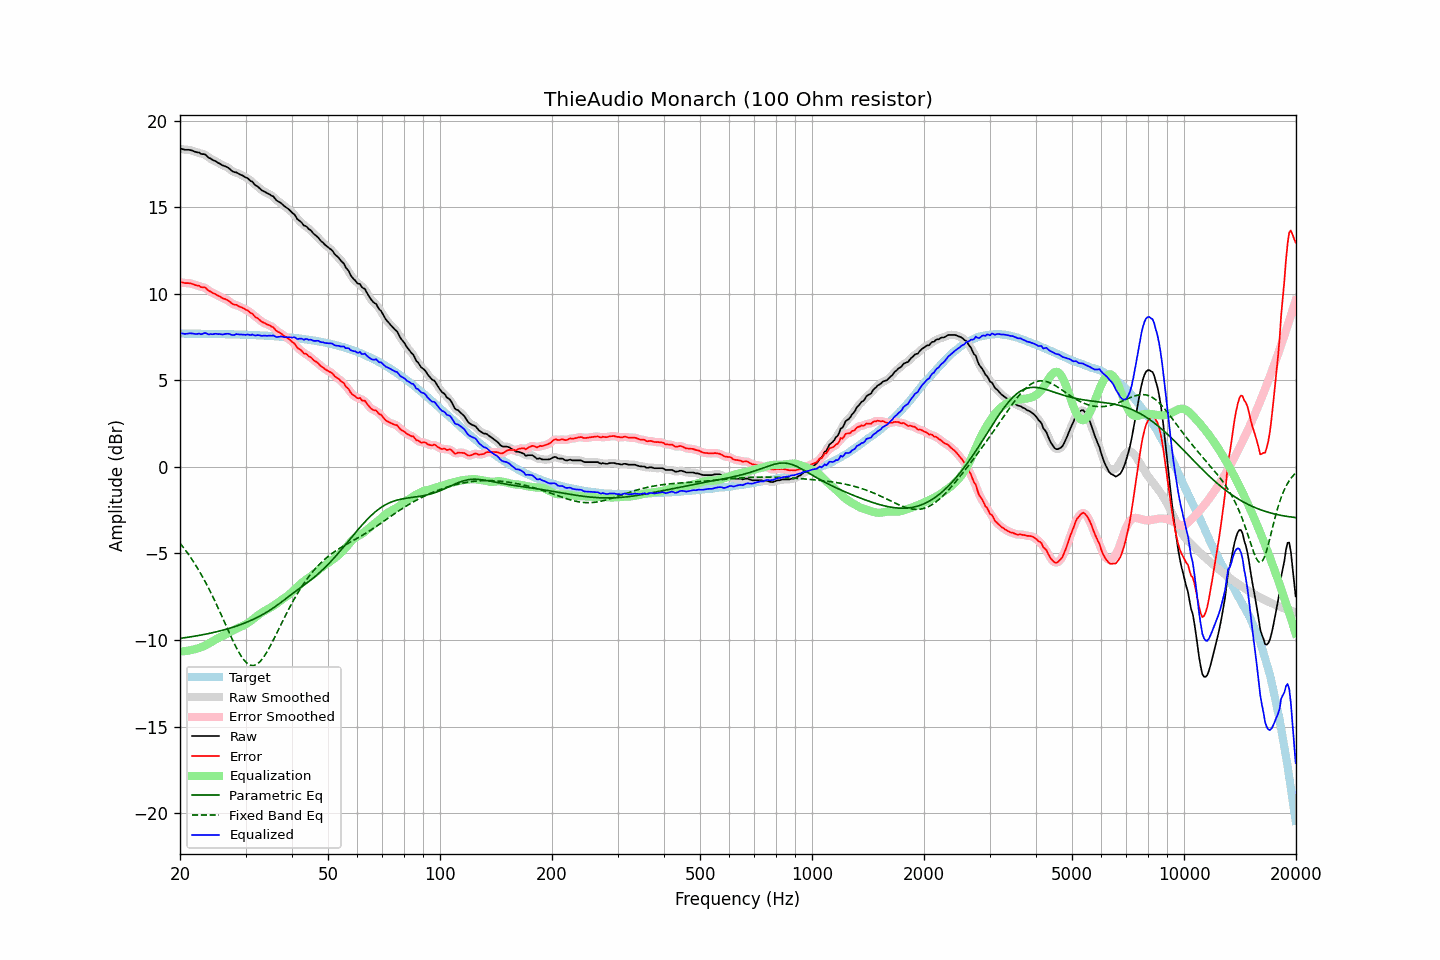 ThieAudio Monarch (100 Ohm resistor)
20
15
10
5
0
−5
−10
−15
−20
Amplitude (dBr)
Target
Raw Smoothed
Error Smoothed
Raw
Error
Equalization
Parametric Eq
Fixed Band Eq
Equalized
20 50 100 200 500 1000 2000 5000 10000 20000
Frequency (Hz)